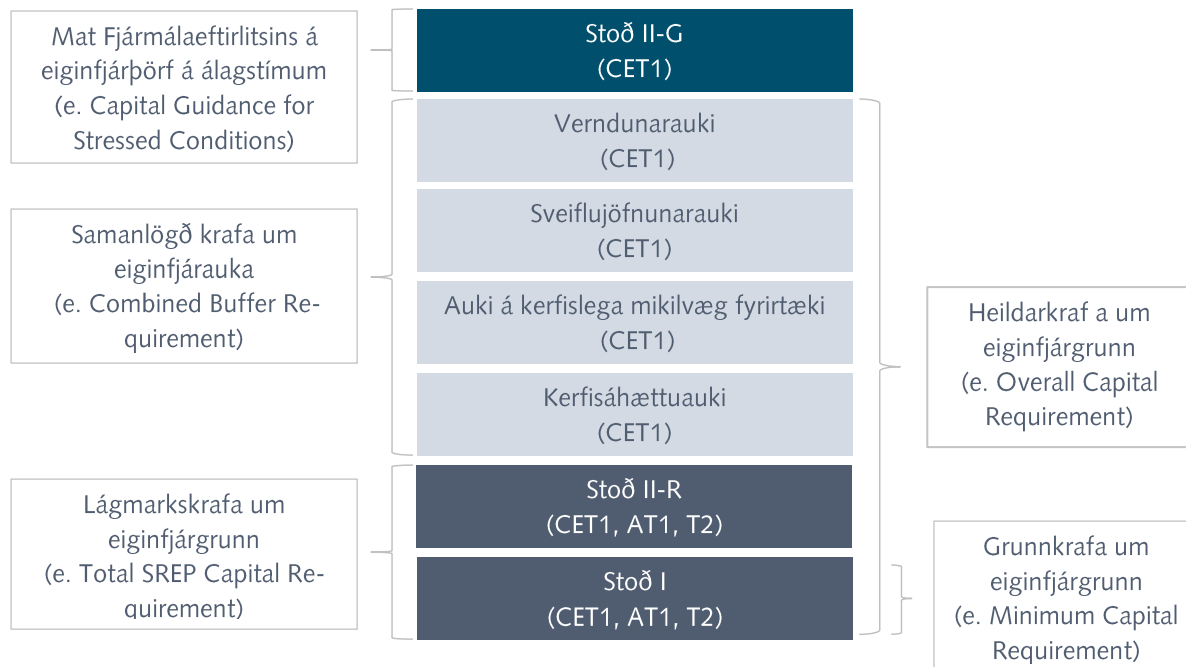 Mat Fjármálaeftirlitsins á
eiginfjárþörf á álagstímum
(e. Capital Guidance for
Stressed Conditions)
Samanlögð krafa um
eiginfjárauka
(e. Combined Buffer Re-
quirement)
Lágmarkskrafa um
eiginfjárgrunn
(e. Total SREP Capital Re-
quirement)
Stoð II-G
(CET1)
Verndunarauki
(CET1)
Sveiflujöfnunarauki
(CET1)
Auki á kerfislega mikilvæg fyrirtæki
(CET1)
Kerfisáhættuauki
(CET1)
Stoð II-R
(CET1, AT1, T2)
Stoð I
(CET1, AT1, T2)
Heildarkraf a um
eiginfjárgrunn
(e. Overall Capital
Requirement)
Grunnkrafa um
eiginfjárgrunn
(e. Minimum Capital
Requirement)